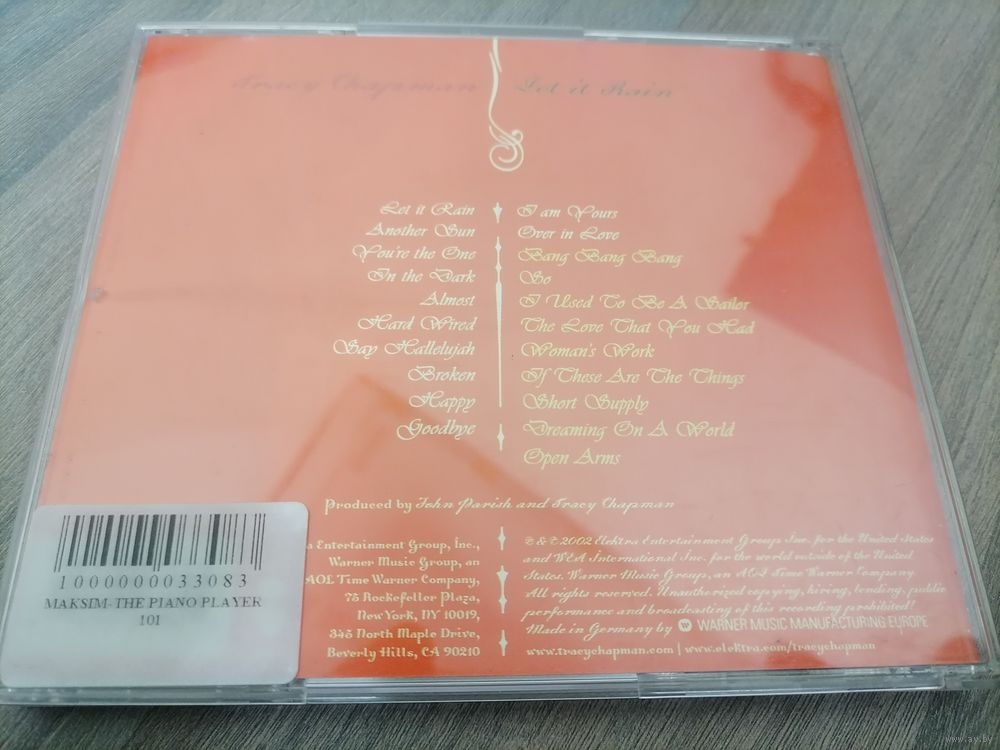 Tracy Chapman Let it Rain
Let it Rain
Another Sun
You're the One
In the Dark
Almost
Hard Wired
Say Hallelujah
Broken
Happy
Goodbye
I am Yours
Over in Love
Bang Bang Bang
So
I Used To Be A Sailor
The Love That You Had
Woman's Work
If These Are The Things
Short Supply
Dreaming On A World
Open Arms
Produced by John Parish and Tracy Chapman
a Entertainment Group, Inc.,
Warner Music Group, an
AOL Time Warner Company,
75 Rockefeller Plaza,
New York, NY 10019,
345 North Maple Drive,
Beverly Hills, CA 90210
℗ & © 2002 Elektra Entertainment Group Inc. for the United States
and WEA International Inc. for the world outside of the United
States. Warner Music Group, an AOL Time Warner Company
All rights reserved. Unauthorized copying, hiring, lending, public
performance and broadcasting of this recording prohibited!
Made in Germany by WARNER MUSIC MANUFACTURING EUROPE
www.tracychapman.com | www.elektra.com/tracychapman
1000000033083
MAKSIM-THE PIANO PLAYER
101
www.ay.by